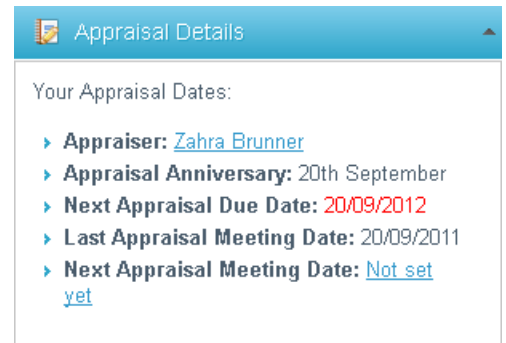 Appraisal Details
Your Appraisal Dates:
Appraiser: Zahra Brunner
Appraisal Anniversary: 20th September
Next Appraisal Due Date: 20/09/2012
Last Appraisal Meeting Date: 20/09/2011
Next Appraisal Meeting Date: Not set
yet